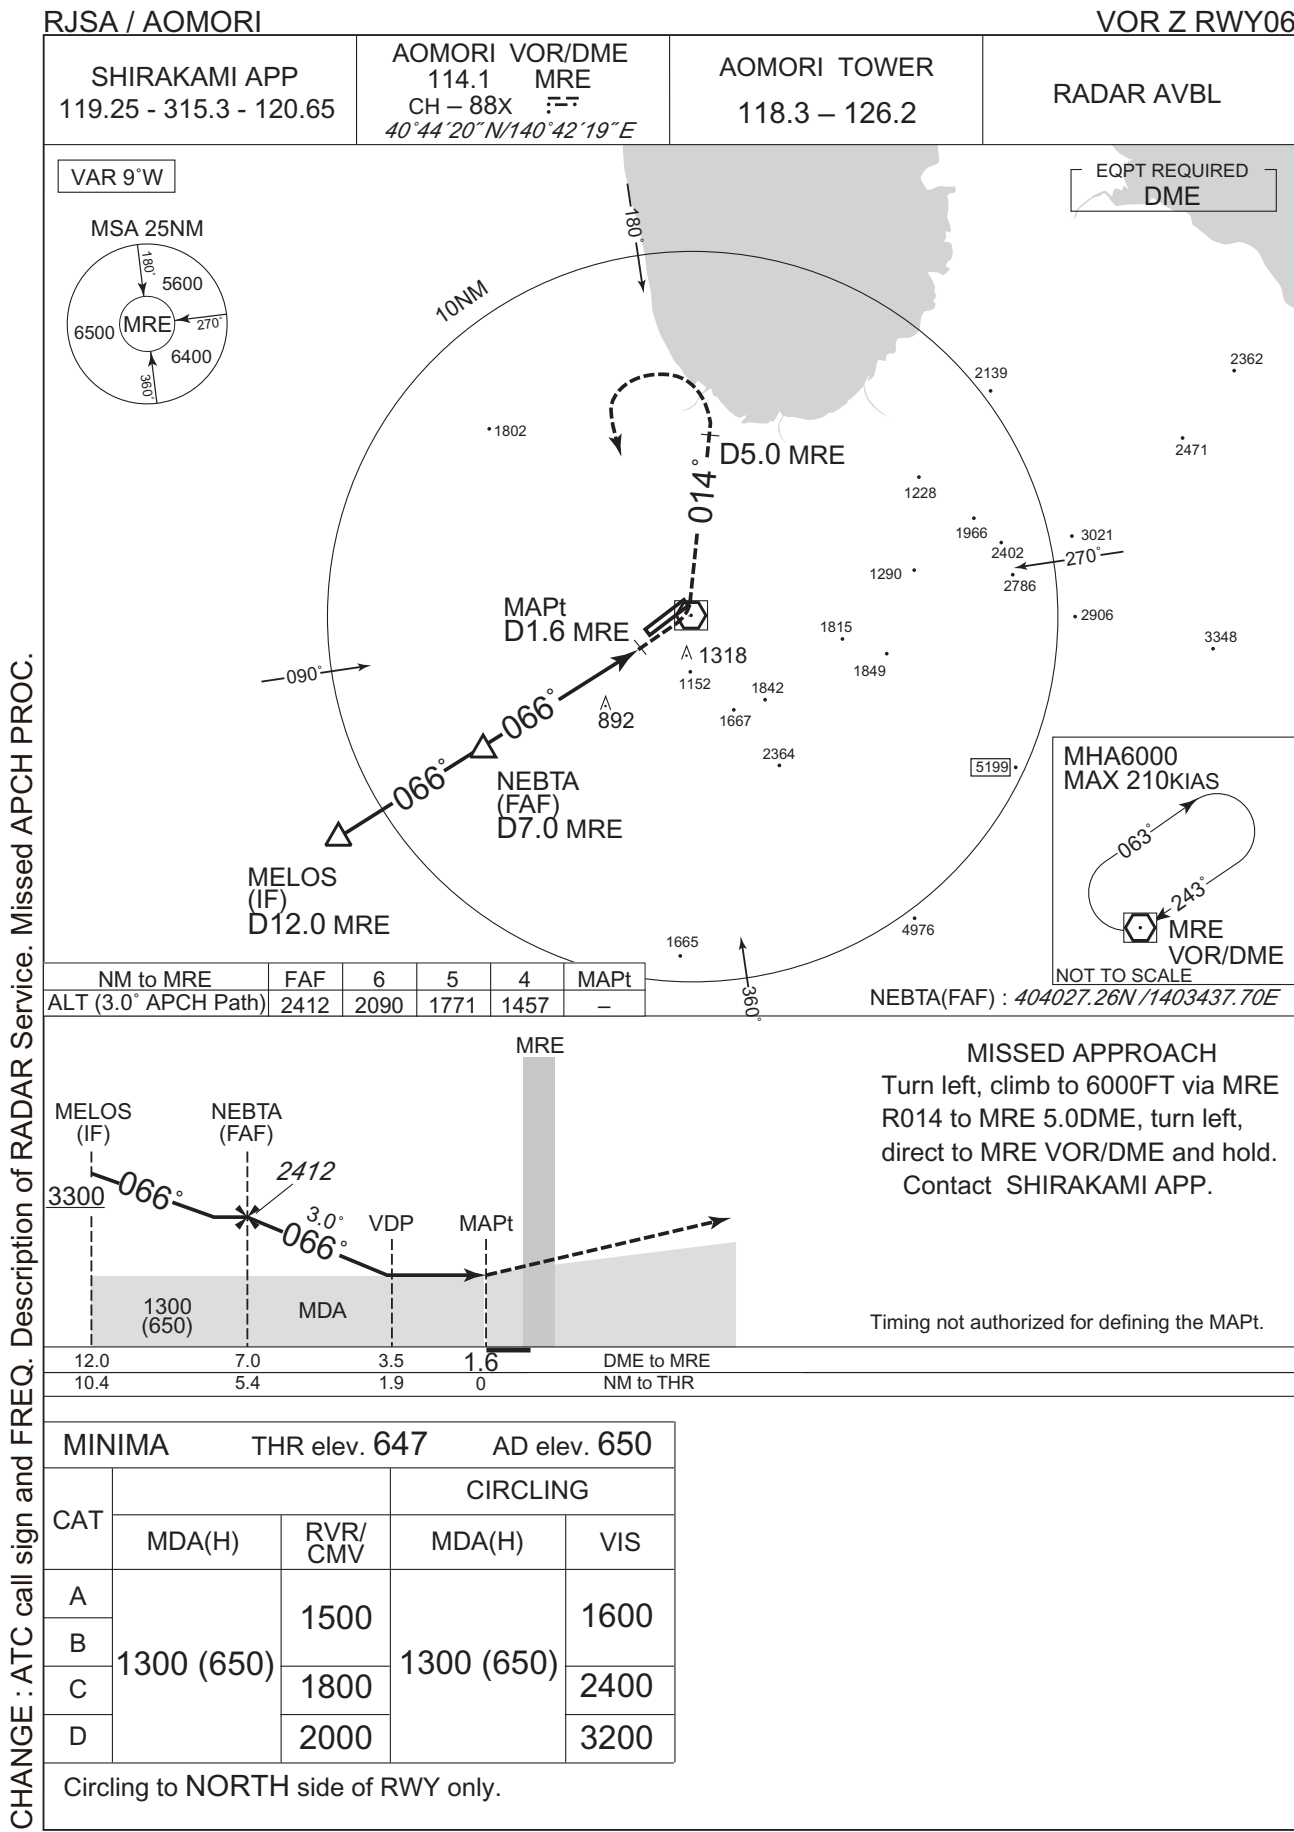 RJSA / AOMORI
VOR Z RWY06
SHIRAKAMI APP
119.25 - 315.3 - 120.65
AOMORI VOR/DME
114.1 MRE
CH – 88X
40°44´20˝N/140°42´19˝E
AOMORI TOWER
118.3 – 126.2
RADAR AVBL
VAR 9°W
EQPT REQUIRED
DME
MSA 25NM
180°
5600
6500
MRE
270°
6400
360°
180°
10NM
2139
2362
1802
2471
D5.0 MRE
014°
1228
1966
3021
2402
270°
1290
2786
MAPt
D1.6 MRE
2906
1815
3348
1318
1849
090°
1152
1842
066°
892
1667
2364
5199
066°
NEBTA
(FAF)
D7.0 MRE
MELOS
(IF)
D12.0 MRE
4976
1665
360°
MHA6000
MAX 210KIAS
063°
243°
MRE
VOR/DME
NOT TO SCALE
NM to MRE FAF 6 5 4 MAPt
ALT (3.0° APCH Path) 2412 2090 1771 1457 –
NEBTA(FAF) : 404027.26N /1403437.70E
MRE
MELOS
(IF)
NEBTA
(FAF)
2412
3300
066°
3.0°
066°
VDP
MAPt
1300
(650)
MDA
12.0 7.0 3.5 1.6 DME to MRE
10.4 5.4 1.9 0 NM to THR
MISSED APPROACH
Turn left, climb to 6000FT via MRE
R014 to MRE 5.0DME, turn left,
direct to MRE VOR/DME and hold.
Contact SHIRAKAMI APP.
Timing not authorized for defining the MAPt.
MINIMA THR elev. 647 AD elev. 650
CAT
CIRCLING
MDA(H)
RVR/
CMV
MDA(H)
VIS
A
B
C
D
1300 (650)
1500
1800
2000
1300 (650)
1600
2400
3200
Circling to NORTH side of RWY only.
CHANGE : ATC call sign and FREQ. Description of RADAR Service. Missed APCH PROC.